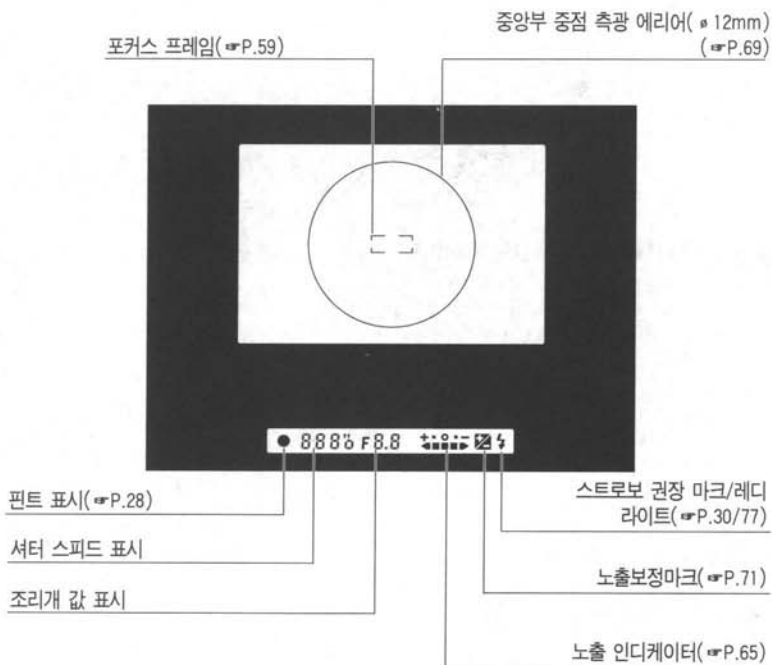 중앙부 중점 측광 에리어( ø 12mm)
포커스 프레임(☞P.59)
(☞P.69)
● 888"8 F8.8
핀트 표시(☞P.28)
스트로보 권장 마크/레디
라이트(☞P.30/77)
셔터 스피드 표시
노출보정마크(☞P.71)
조리개 값 표시
노출 인디케이터(☞P.65)